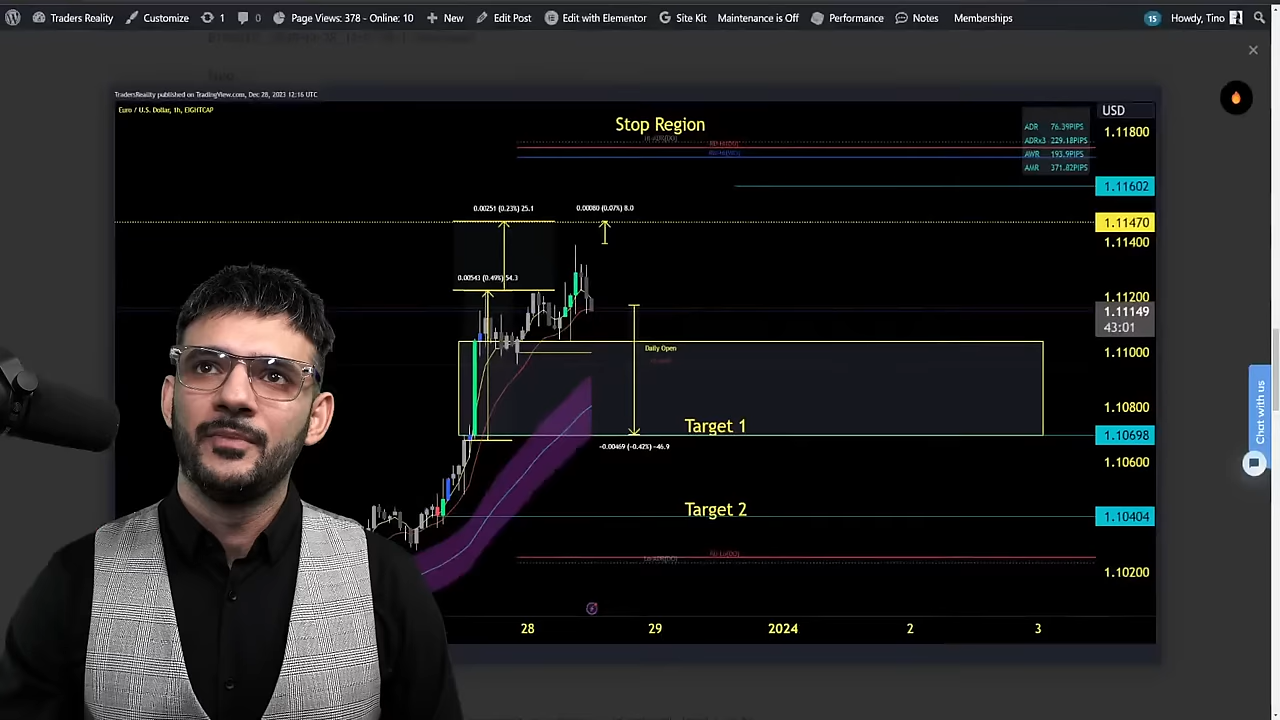 Traders Reality Customize 1 0 Page Views: 378 - Online: 10 New Edit Post Edit with Elementor Site Kit Maintenance is Off Performance Notes Memberships 15 Howdy, Tino
TradersReality published on TradingView.com, Dec 28, 2023 12:16 UTC
Euro / U.S. Dollar, 1h, EIGHTCAP
USD
Stop Region
ADR 76.39PIPS
ADRx3 229.18PIPS
AWR 193.9PIPS
AMR 371.82PIPS
1.11800
1.11602
0.00251 (0.23%) 25.1
0.00080 (0.07%) 8.0
1.11470
1.11400
0.00543 (0.49%) 54.3
1.11200
1.11149
43:01
Daily Open
1.11000
1.10800
Target 1
1.10698
-0.00469 (-0.42%) -46.9
1.10600
Target 2
1.10404
1.10200
28 29 2024 2 3
Chat with us